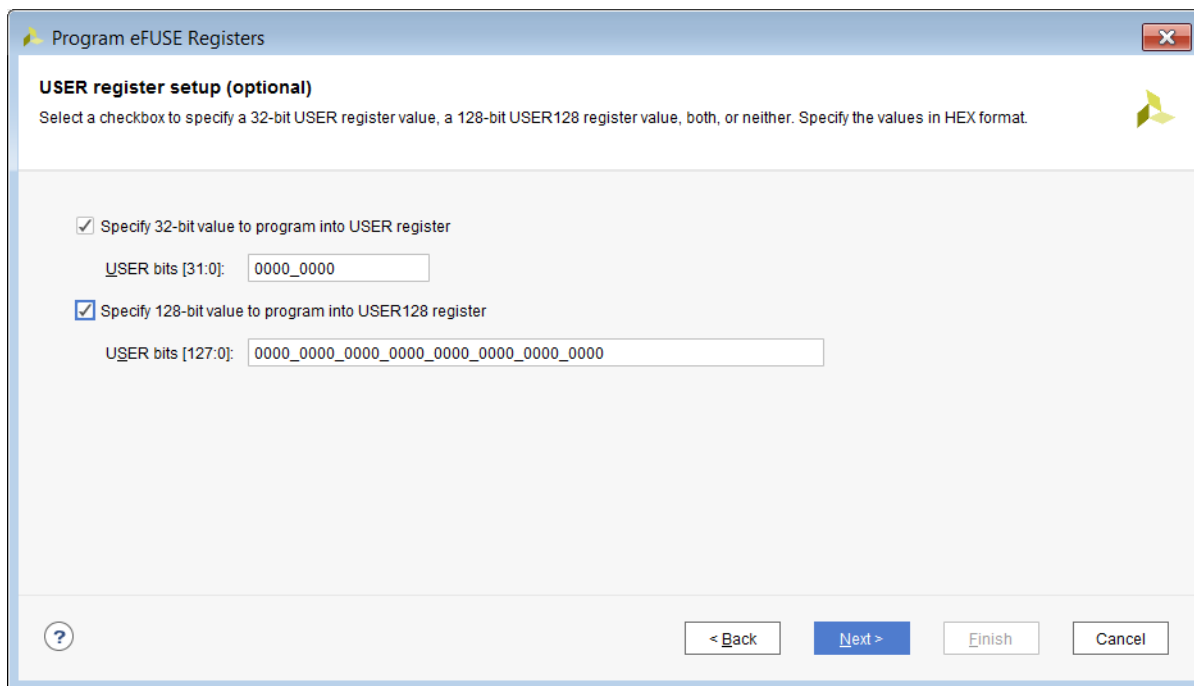 Program eFUSE Registers
USER register setup (optional)
Select a checkbox to specify a 32-bit USER register value, a 128-bit USER128 register value, both, or neither. Specify the values in HEX format.
Specify 32-bit value to program into USER register
USER bits [31:0]: 0000_0000
Specify 128-bit value to program into USER128 register
USER bits [127:0]: 0000_0000_0000_0000_0000_0000_0000_0000
? < Back Next > Finish Cancel